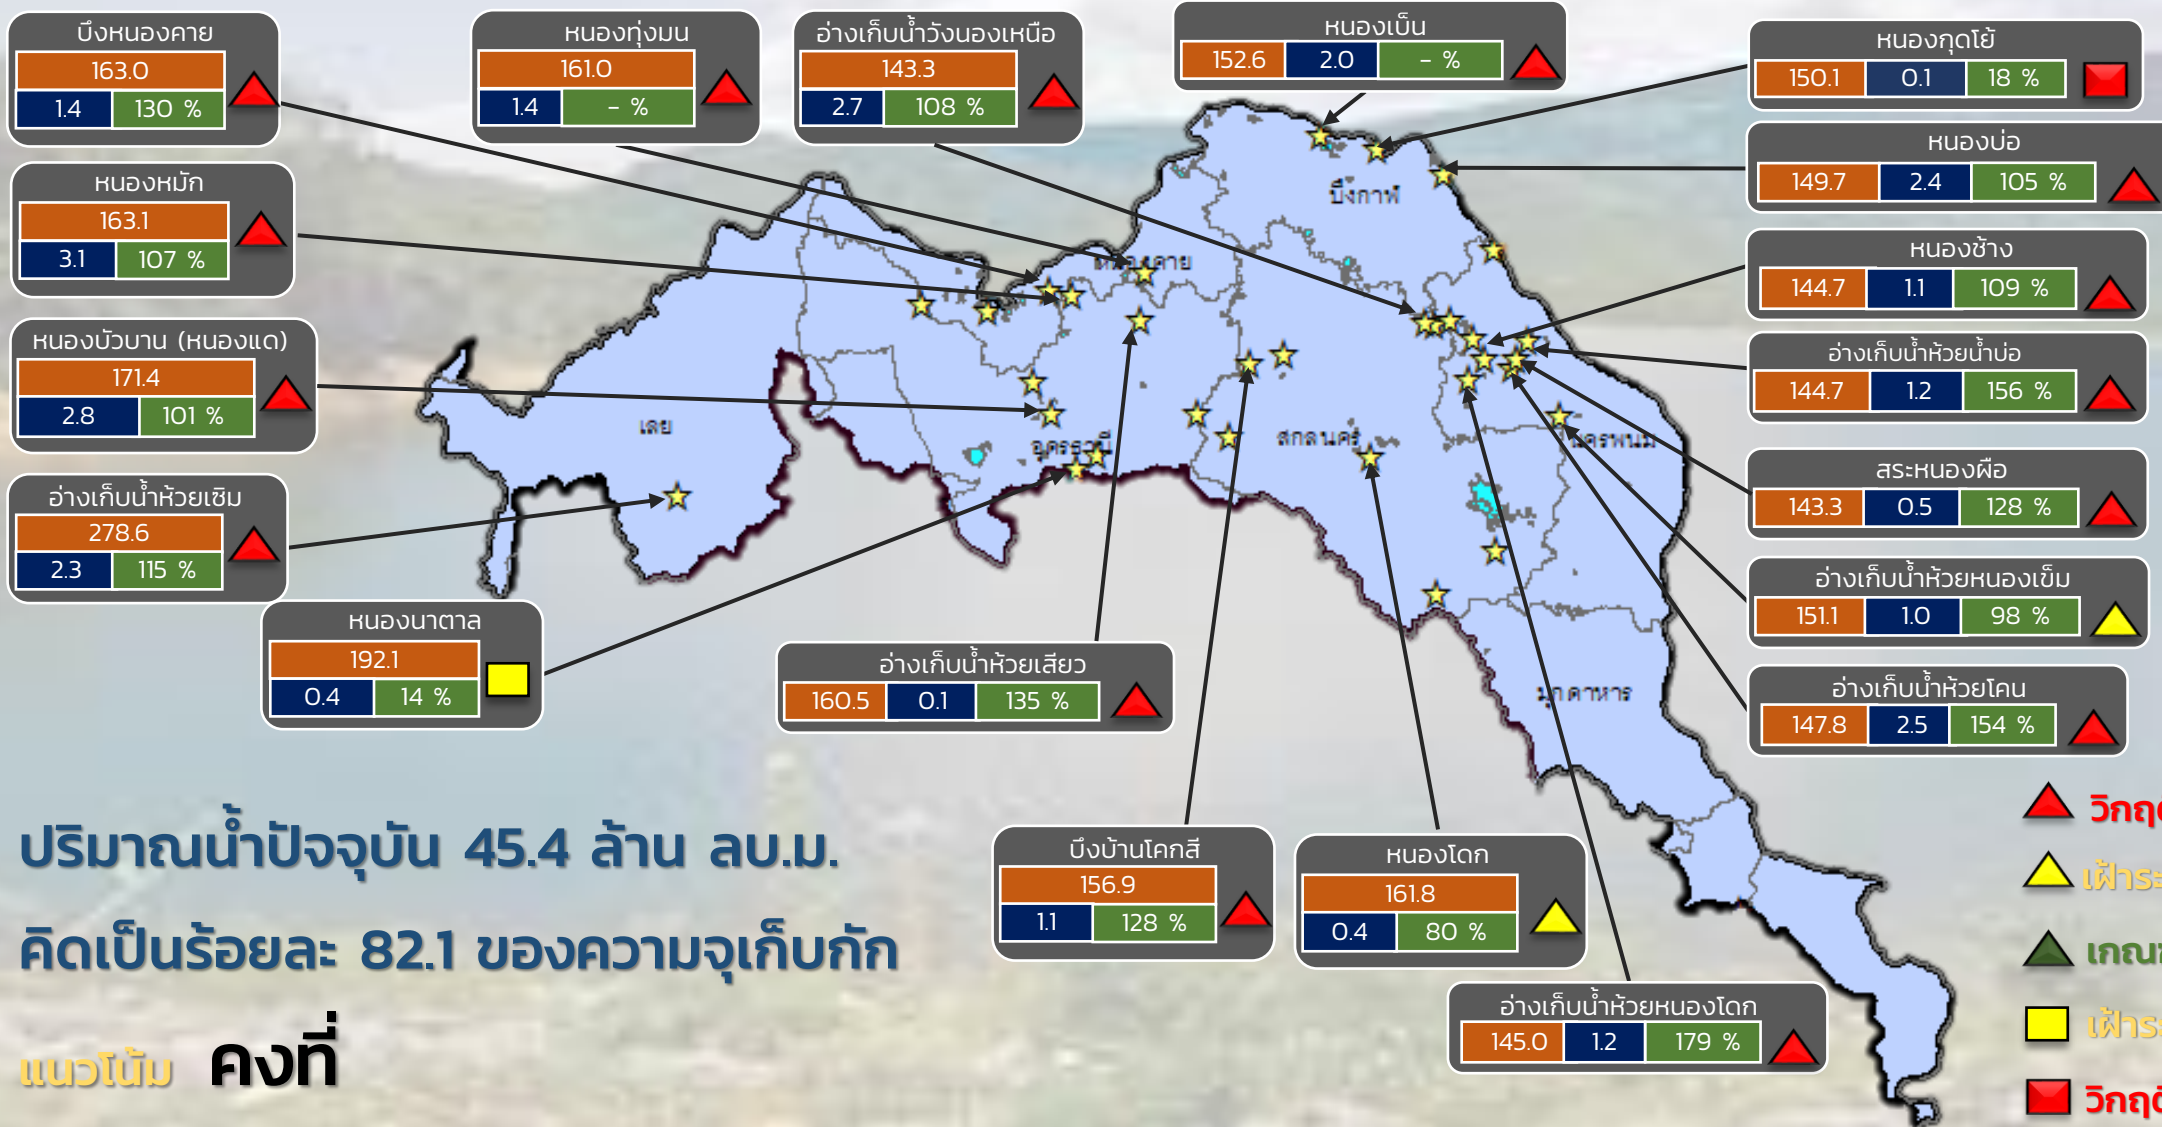 บึงหนองคาย
163.0
1.4 130 %
หนองทุ่งมน
161.0
1.4 - %
อ่างเก็บน้ำวังนองเหนือ
143.3
2.7 108 %
หนองเบ็น
152.6 2.0 - %
หนองกุดโย้
150.1 0.1 18 %
หนองหมัก
163.1
3.1 107 %
หนองบ่อ
149.7 2.4 105 %
หนองช้าง
144.7 1.1 109 %
หนองบัวบาน (หนองแด)
171.4
2.8 101 %
อ่างเก็บน้ำห้วยน้ำบ่อ
144.7 1.2 156 %
อ่างเก็บน้ำห้วยเซิม
278.6
2.3 115 %
สระหนองผือ
143.3 0.5 128 %
หนองนาตาล
192.1
0.4 14 %
อ่างเก็บน้ำห้วยเสียว
160.5 0.1 135 %
อ่างเก็บน้ำห้วยหนองเข็ม
151.1 1.0 98 %
อ่างเก็บน้ำห้วยโคน
147.8 2.5 154 %
บึงกาฬ
หนองคาย
เลย
อุดรธานี
สกลนคร
นครพนม
มุกดาหาร
บึงบ้านโคกสี
156.9
1.1 128 %
หนองโดก
161.8
0.4 80 %
อ่างเก็บน้ำห้วยหนองโดก
145.0 1.2 179 %
ปริมาณน้ำปัจจุบัน 45.4 ล้าน ลบ.ม.
คิดเป็นร้อยละ 82.1 ของความจุเก็บกัก
แนวโน้ม คงที่